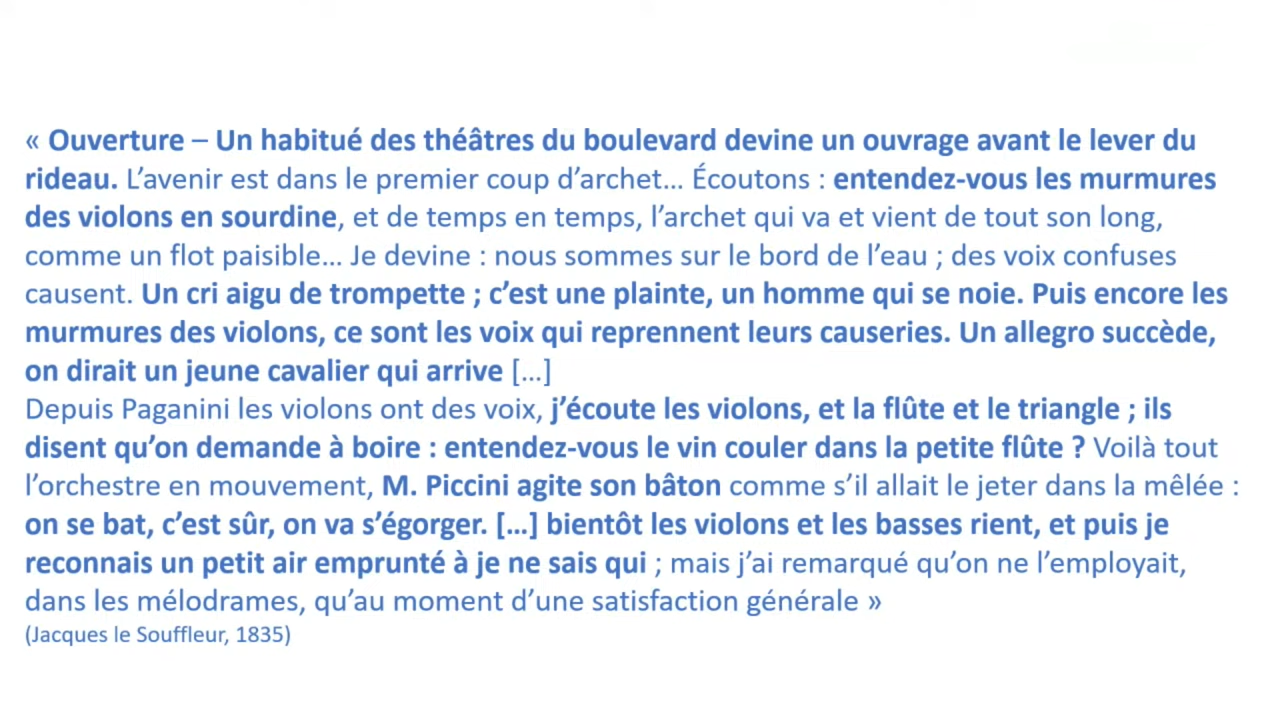 « Ouverture – Un habitué des théâtres du boulevard devine un ouvrage avant le lever du
rideau. L’avenir est dans le premier coup d’archet… Écoutons : entendez-vous les murmures
des violons en sourdine, et de temps en temps, l’archet qui va et vient de tout son long,
comme un flot paisible… Je devine : nous sommes sur le bord de l’eau ; des voix confuses
causent. Un cri aigu de trompette ; c’est une plainte, un homme qui se noie. Puis encore les
murmures des violons, ce sont les voix qui reprennent leurs causeries. Un allegro succède,
on dirait un jeune cavalier qui arrive […]
Depuis Paganini les violons ont des voix, j’écoute les violons, et la flûte et le triangle ; ils
disent qu’on demande à boire : entendez-vous le vin couler dans la petite flûte ? Voilà tout
l’orchestre en mouvement, M. Piccini agite son bâton comme s’il allait le jeter dans la mêlée :
on se bat, c’est sûr, on va s’égorger. […] bientôt les violons et les basses rient, et puis je
reconnais un petit air emprunté à je ne sais qui ; mais j’ai remarqué qu’on ne l’employait,
dans les mélodrames, qu’au moment d’une satisfaction générale »
(Jacques le Souffleur, 1835)